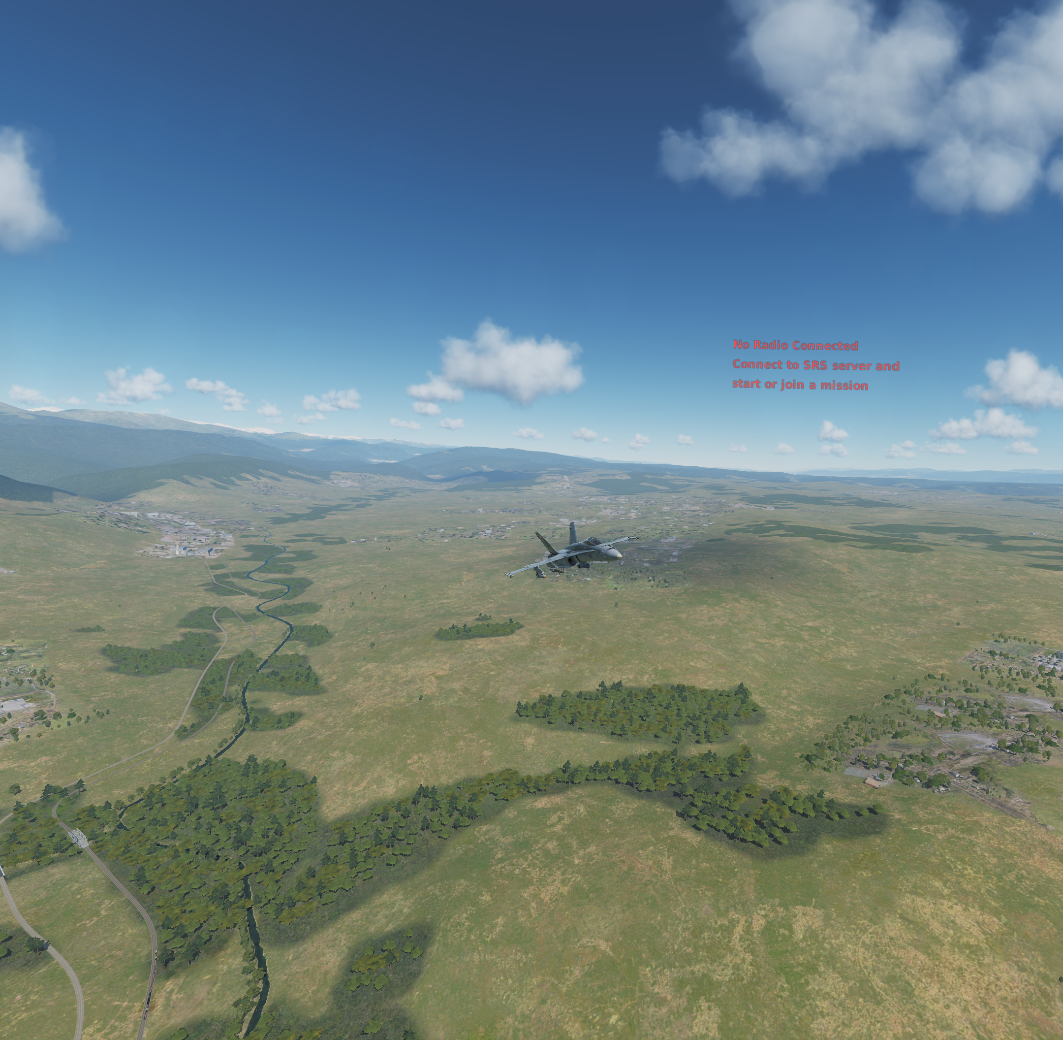 No Radio Connected
Connect to SRS server and
start or join a mission